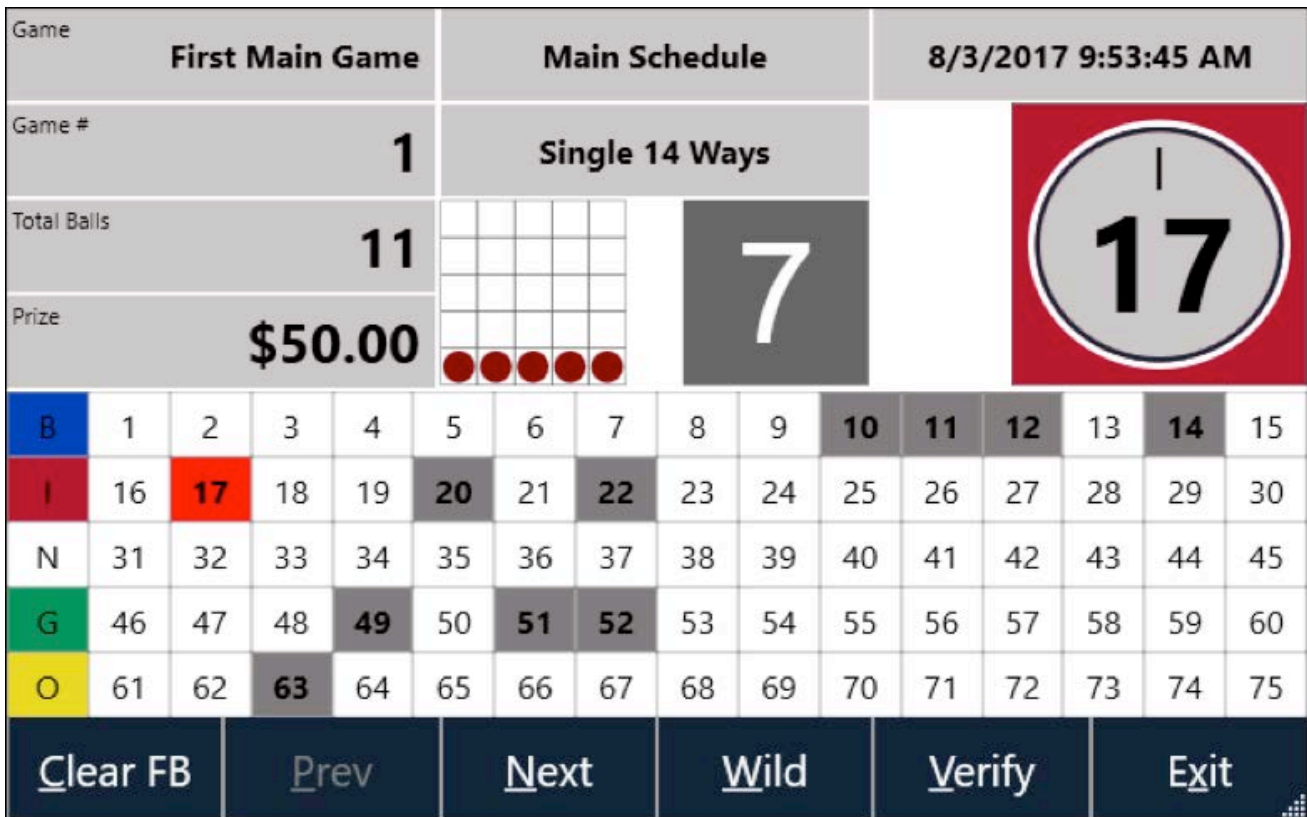 Game
First Main Game
Main Schedule
8/3/2017 9:53:45 AM
Game #
1
Single 14 Ways
I
17
Total Balls
11
7
Prize
$50.00
B 1 2 3 4 5 6 7 8 9 10 11 12 13 14 15
I 16 17 18 19 20 21 22 23 24 25 26 27 28 29 30
N 31 32 33 34 35 36 37 38 39 40 41 42 43 44 45
G 46 47 48 49 50 51 52 53 54 55 56 57 58 59 60
O 61 62 63 64 65 66 67 68 69 70 71 72 73 74 75
Clear FB Prev Next Wild Verify Exit